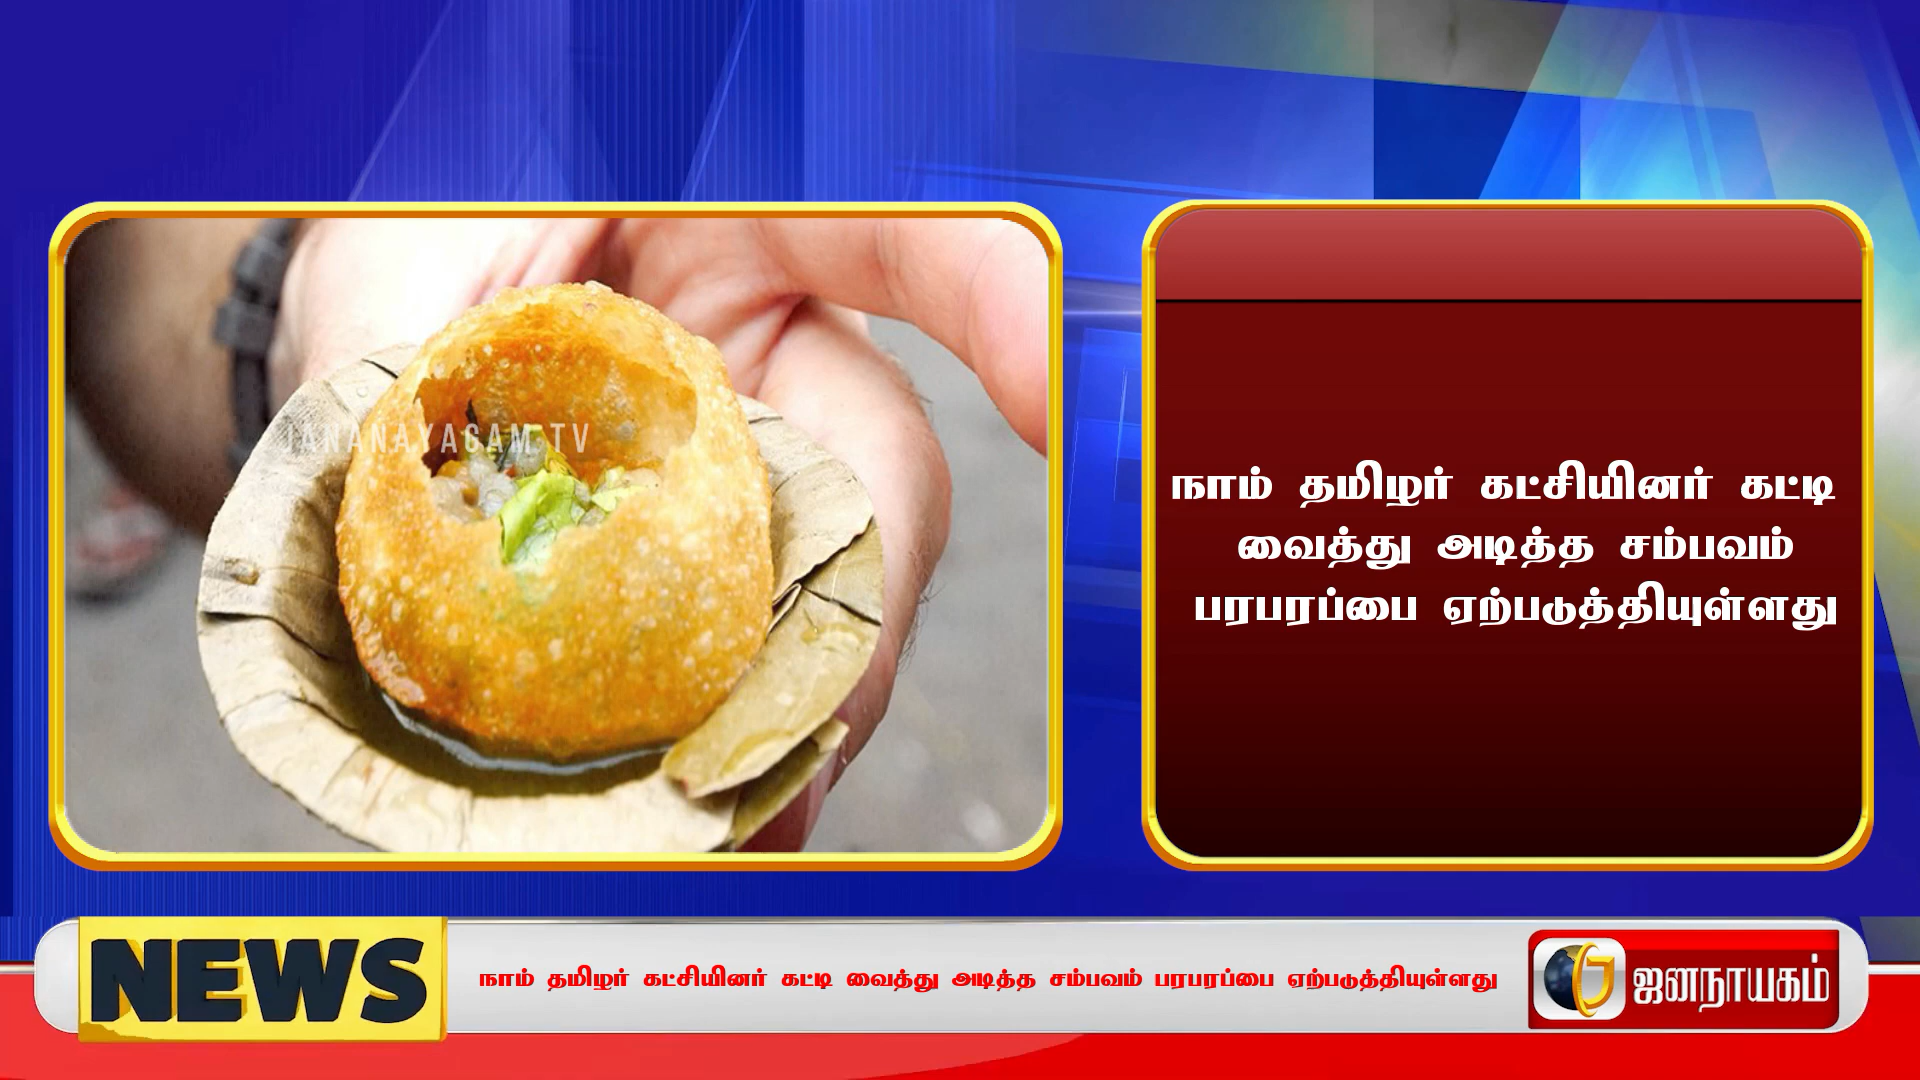 JANANAYAGAM TV
நாம் தமிழர் கட்சியினர் கட்டி
வைத்து அடித்த சம்பவம்
பரபரப்பை ஏற்படுத்தியுள்ளது
NEWS
நாம் தமிழர் கட்சியினர் கட்டி வைத்து அடித்த சம்பவம் பரபரப்பை ஏற்படுத்தியுள்ளது
ஜனநாயகம்